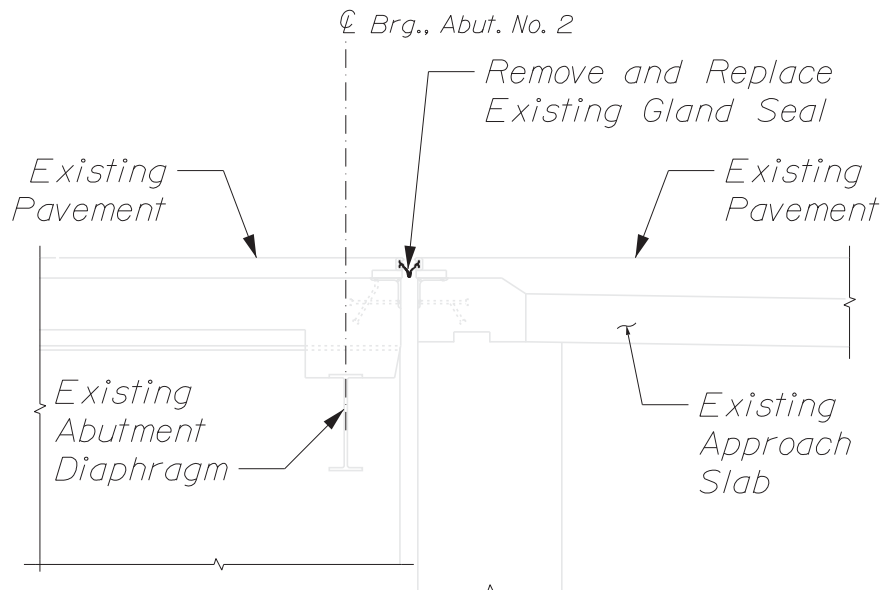 ℄ Brg., Abut. No. 2
Remove and Replace
Existing Gland Seal
Existing
Pavement
Existing
Pavement
Existing
Abutment
Diaphragm
Existing
Approach
Slab